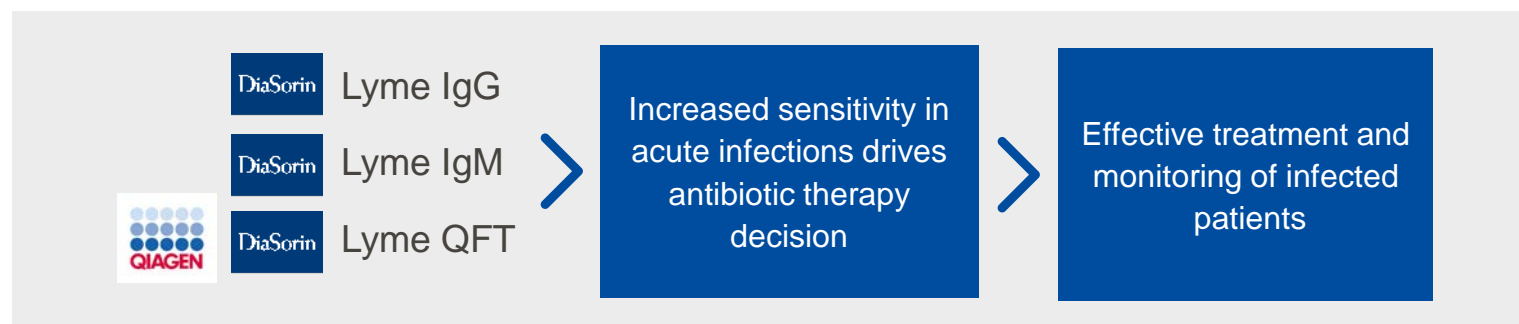 DiaSorin Lyme IgG
DiaSorin Lyme IgM
QIAGEN DiaSorin Lyme QFT
Increased sensitivity in
acute infections drives
antibiotic therapy
decision
Effective treatment and
monitoring of infected
patients